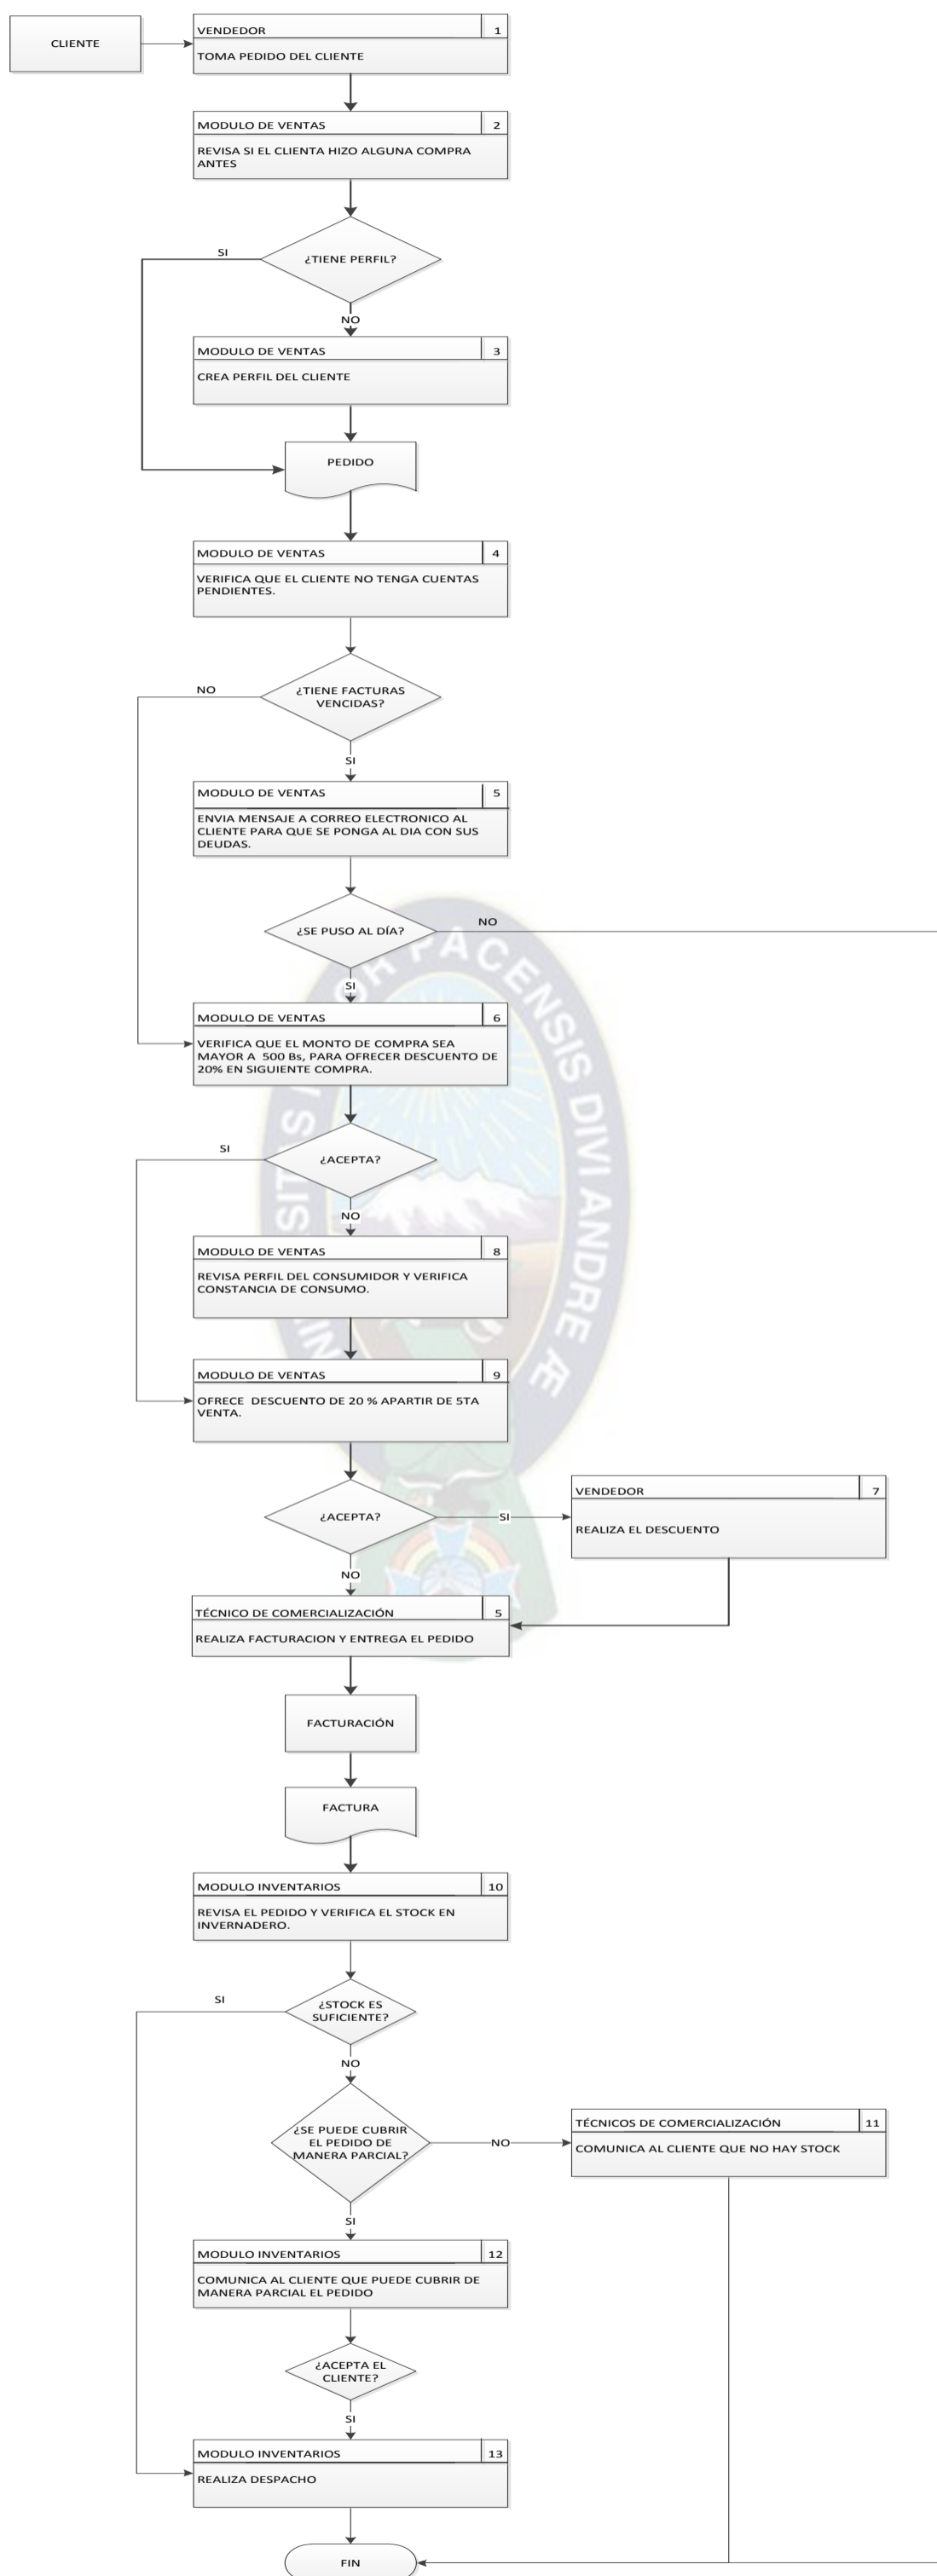 CLIENTE
VENDEDOR 1
TOMA PEDIDO DEL CLIENTE
MODULO DE VENTAS 2
REVISA SI EL CLIENTA HIZO ALGUNA COMPRA
ANTES
¿TIENE PERFIL?
SI
NO
MODULO DE VENTAS 3
CREA PERFIL DEL CLIENTE
PEDIDO
MODULO DE VENTAS 4
VERIFICA QUE EL CLIENTE NO TENGA CUENTAS
PENDIENTES.
NO
¿TIENE FACTURAS
VENCIDAS?
SI
MODULO DE VENTAS 5
ENVIA MENSAJE A CORREO ELECTRONICO AL
CLIENTE PARA QUE SE PONGA AL DIA CON SUS
DEUDAS.
¿SE PUSO AL DÍA?
NO
SI
MODULO DE VENTAS 6
VERIFICA QUE EL MONTO DE COMPRA SEA
MAYOR A 500 Bs, PARA OFRECER DESCUENTO DE
20% EN SIGUIENTE COMPRA.
SI
¿ACEPTA?
NO
MODULO DE VENTAS 8
REVISA PERFIL DEL CONSUMIDOR Y VERIFICA
CONSTANCIA DE CONSUMO.
MODULO DE VENTAS 9
OFRECE DESCUENTO DE 20 % APARTIR DE 5TA
VENTA.
¿ACEPTA?
SI
VENDEDOR 7
REALIZA EL DESCUENTO
NO
TÉCNICO DE COMERCIALIZACIÓN 5
REALIZA FACTURACION Y ENTREGA EL PEDIDO
FACTURACIÓN
FACTURA
MODULO INVENTARIOS 10
REVISA EL PEDIDO Y VERIFICA EL STOCK EN
INVERNADERO.
SI
¿STOCK ES
SUFICIENTE?
NO
¿SE PUEDE CUBRIR
EL PEDIDO DE
MANERA PARCIAL?
NO
TÉCNICOS DE COMERCIALIZACIÓN 11
COMUNICA AL CLIENTE QUE NO HAY STOCK
SI
MODULO INVENTARIOS 12
COMUNICA AL CLIENTE QUE PUEDE CUBRIR DE
MANERA PARCIAL EL PEDIDO
¿ACEPTA EL
CLIENTE?
SI
MODULO INVENTARIOS 13
REALIZA DESPACHO
FIN
PACENSIS DIVI ANDRE Æ